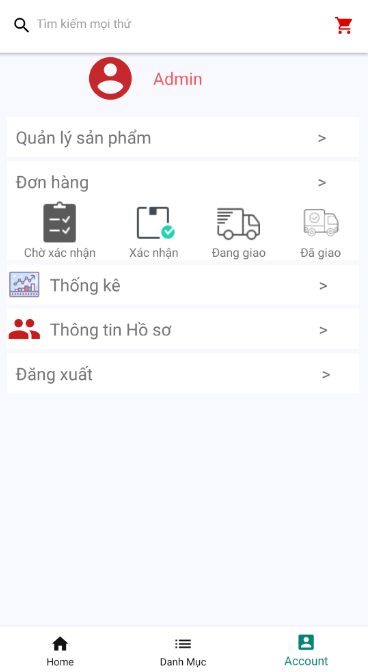 Tìm kiếm mọi thứ
Admin
Quản lý sản phẩm >
Đơn hàng >
Chờ xác nhận Xác nhận Đang giao Đã giao
Thống kê >
Thông tin Hồ sơ >
Đăng xuất >
Home Danh Mục Account